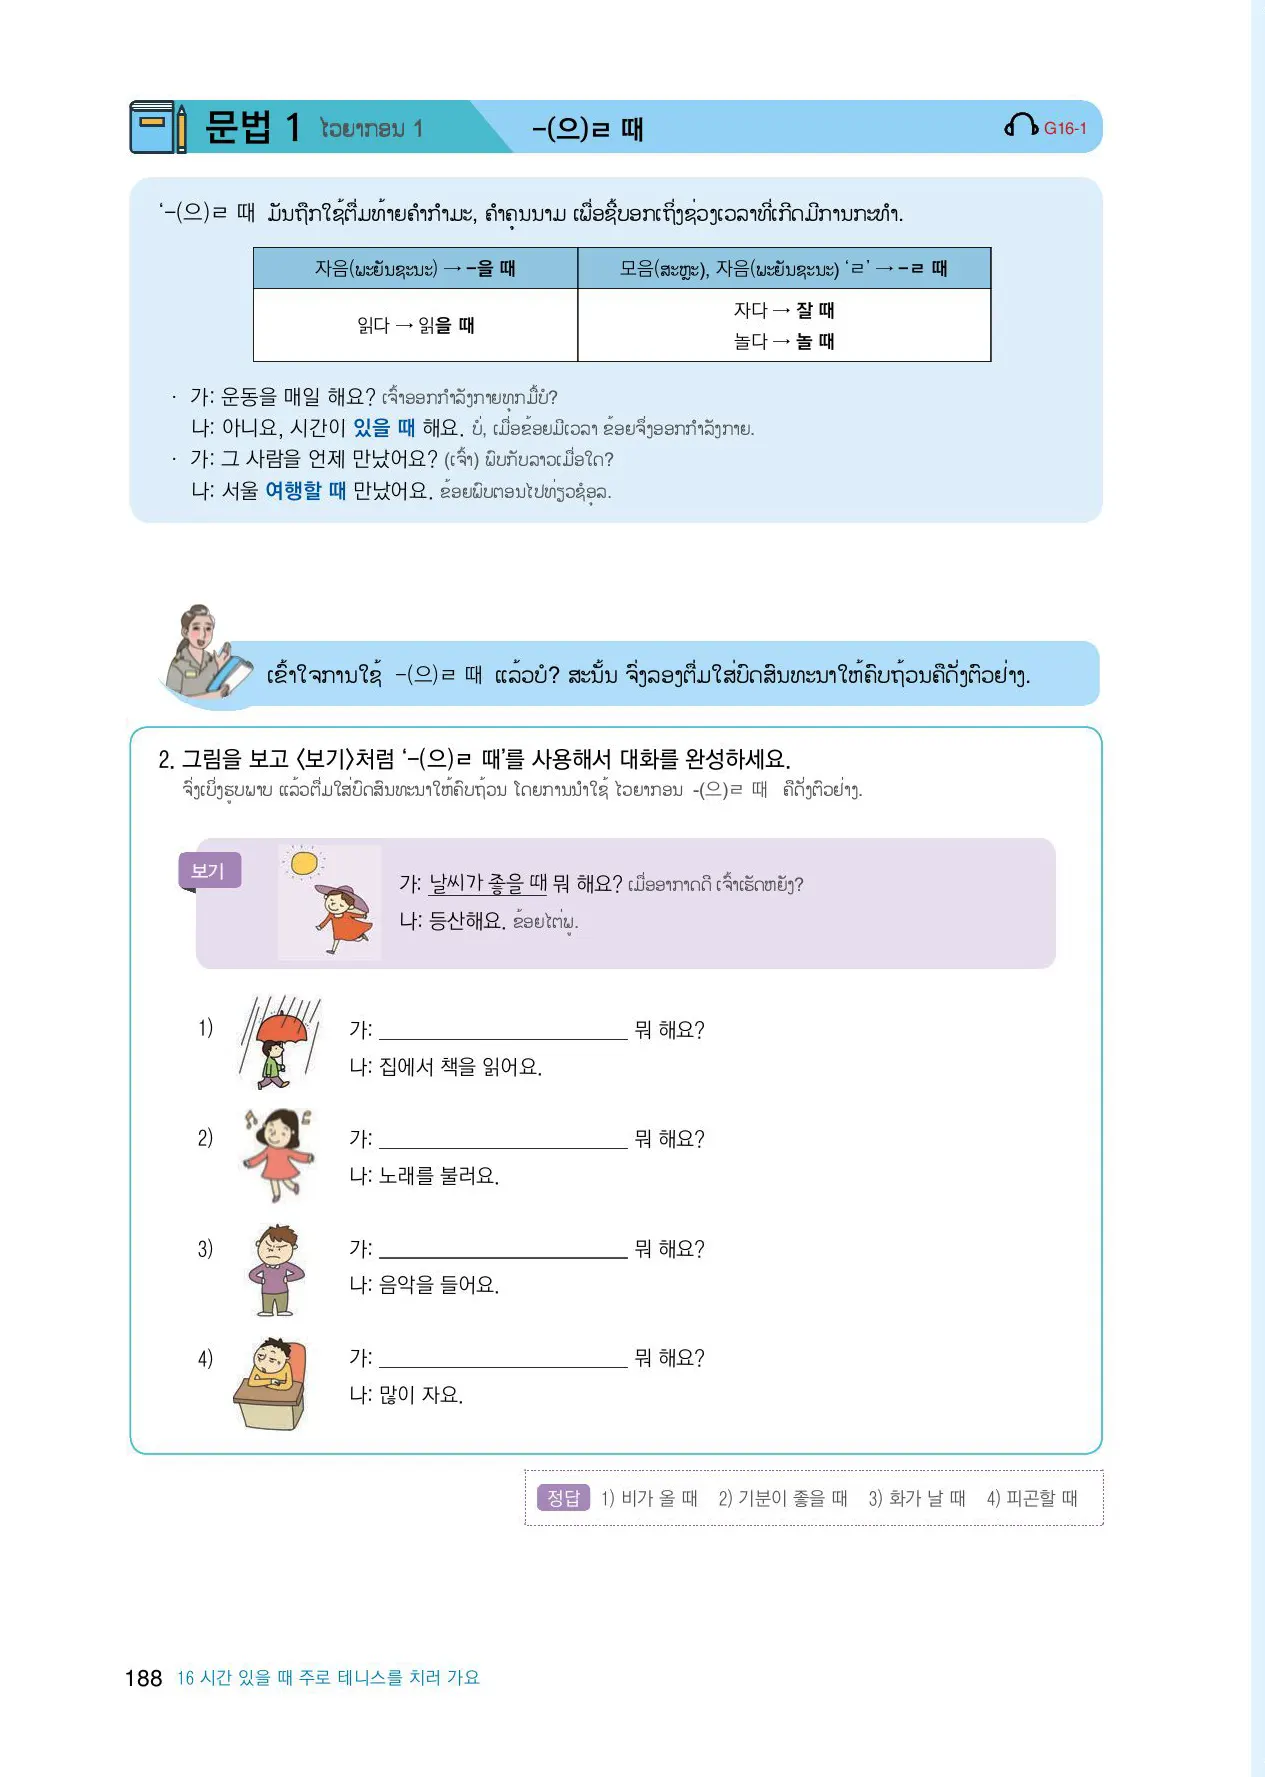 문법 1 ໄວຍາກອນ 1 -(으)ㄹ 때 G16-1
‘-(으)ㄹ 때 ມັນຖືກໃຊ້ຕື່ມທ້າຍຄຳກຳມະ, ຄຳຄຸນນາມ ເພື່ອຊີ້ບອກເຖິ່ງຊ່ວງເວລາທີ່ເກີດມີການກະທຳ.
자음(ພະຍັນຊະນະ) → -을 때 모음(ສະຫຼະ), 자음(ພະຍັນຊະນະ) ‘ㄹ’ → -ㄹ 때
읽다 → 읽을 때
자다 → 잘 때
놀다 → 놀 때
· 가: 운동을 매일 해요? ເຈົ້າອອກກຳລັງກາຍທຸກມື້ບໍ?
나: 아니요, 시간이 있을 때 해요. ບໍ່, ເມື່ອຂ້ອຍມີເວລາ ຂ້ອຍຈຶ່ງອອກກຳລັງກາຍ.
· 가: 그 사람을 언제 만났어요? (ເຈົ້າ) ພົບກັບລາວເມື່ອໃດ?
나: 서울 여행할 때 만났어요. ຂ້ອຍພົບຕອນໄປທ່ຽວຊໍອຸລ.
ເຂົ້າໃຈການໃຊ້ -(으)ㄹ 때 ແລ້ວບໍ? ສະນັ້ນ ຈົ່ງລອງຕື່ມໃສ່ບົດສົນທະນາໃຫ້ຄົບຖ້ວນຄືດັ່ງຕົວຢ່າງ.
2. 그림을 보고 〈보기〉처럼 ‘-(으)ㄹ 때’를 사용해서 대화를 완성하세요.
ຈົ່ງເບິ່ງຮູບພາບ ແລ້ວຕື່ມໃສ່ບົດສົນທະນາໃຫ້ຄົບຖ້ວນ ໂດຍການນຳໃຊ້ ໄວຍາກອນ -(으)ㄹ 때 ຄືດັ່ງຕົວຢ່າງ.
보기
가: 날씨가 좋을 때 뭐 해요? ເມື່ອອາກາດດີ ເຈົ້າເຮັດຫຍັງ?
나: 등산해요. ຂ້ອຍໄຕ່ພູ.
1) 가: ____ 뭐 해요?
나: 집에서 책을 읽어요.
2) 가: ____ 뭐 해요?
나: 노래를 불러요.
3) 가: ____ 뭐 해요?
나: 음악을 들어요.
4) 가: ____ 뭐 해요?
나: 많이 자요.
정답 1) 비가 올 때 2) 기분이 좋을 때 3) 화가 날 때 4) 피곤할 때
188 16 시간 있을 때 주로 테니스를 치러 가요